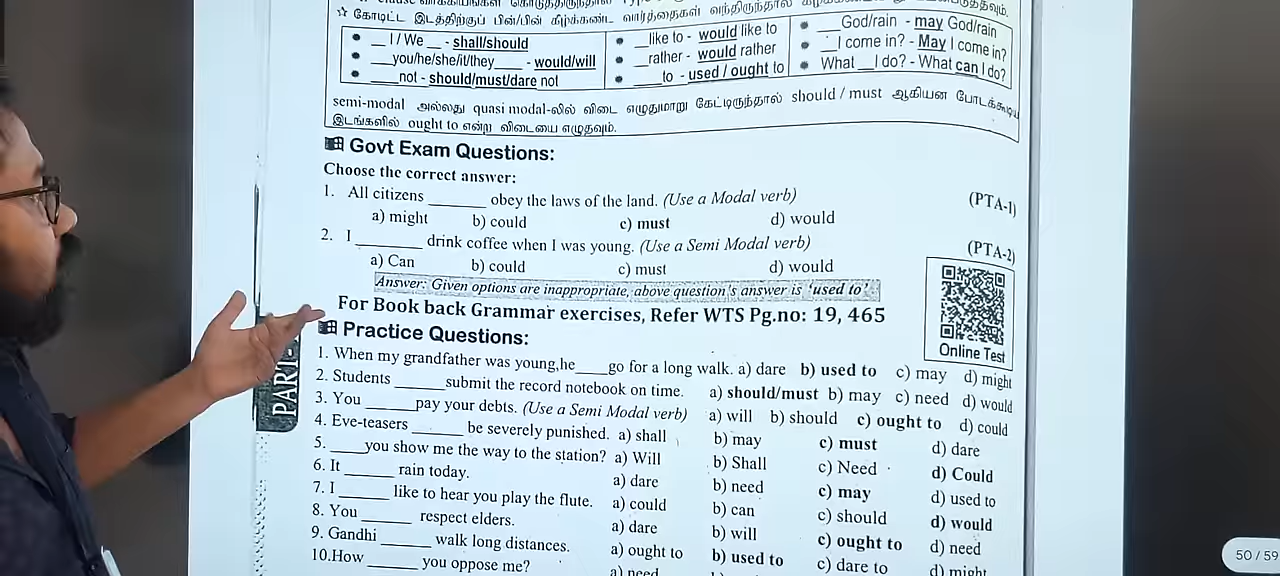 ☆ கோடிட்ட இடத்திற்குப் பின்/பின் கீழ்க்கண்ட வார்த்தைகள் வந்திருந்தால்
• __ I / We __ - shall/should
• ___you/he/she/it/they____ - would/will
• ____not - should/must/dare not
• __like to - would like to
• __rather - would rather
• ____to - used / ought to
• ____God/rain - may God/rain
• __I come in? - May I come in?
• What __I do? - What can I do?
semi-modal அல்லது quasi modal-லில் விடை எழுதுமாறு கேட்டிருந்தால் should / must ஆகியன போடக்கூடிய
இடங்களில் ought to என்ற விடையை எழுதவும்.
Govt Exam Questions:
Choose the correct answer:
1. All citizens ______ obey the laws of the land. (Use a Modal verb) (PTA-1)
a) might b) could c) must d) would
2. I _______ drink coffee when I was young. (Use a Semi Modal verb) (PTA-2)
a) Can b) could c) must d) would
Answer: Given options are inappropriate, above question's answer is 'used to'
For Book back Grammar exercises, Refer WTS Pg.no: 19, 465
Online Test
Practice Questions:
PART-
1. When my grandfather was young,he____go for a long walk. a) dare b) used to c) may d) might
2. Students ______submit the record notebook on time. a) should/must b) may c) need d) would
3. You ______pay your debts. (Use a Semi Modal verb) a) will b) should c) ought to d) could
4. Eve-teasers ______ be severely punished. a) shall b) may c) must d) dare
5. ____you show me the way to the station? a) Will b) Shall c) Need d) Could
6. It ______ rain today. a) dare b) need c) may d) used to
7. I ______ like to hear you play the flute. a) could b) can c) should d) would
8. You ______ respect elders. a) dare b) will c) ought to d) need
9. Gandhi ______ walk long distances. a) ought to b) used to c) dare to d) might
10.How ______ you oppose me? a) need
50 / 59